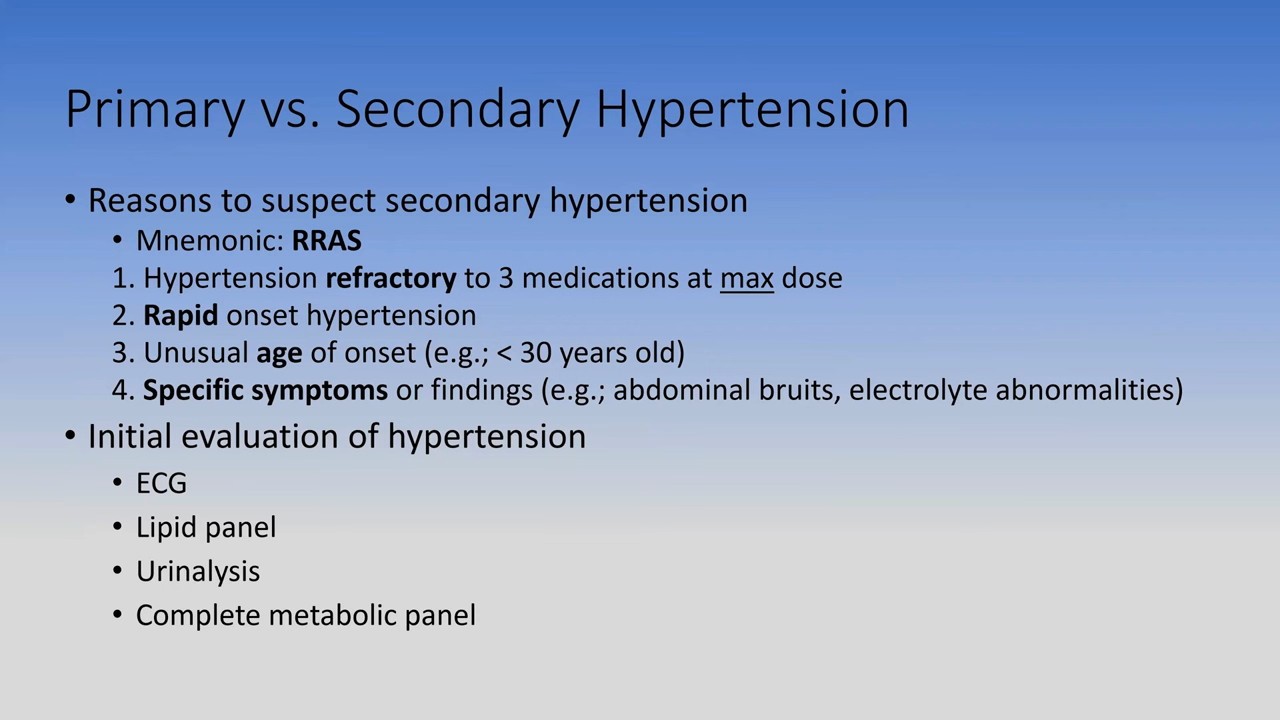 Primary vs. Secondary Hypertension
• Reasons to suspect secondary hypertension
• Mnemonic: RRAS
1. Hypertension refractory to 3 medications at max dose
2. Rapid onset hypertension
3. Unusual age of onset (e.g.; < 30 years old)
4. Specific symptoms or findings (e.g.; abdominal bruits, electrolyte abnormalities)
• Initial evaluation of hypertension
• ECG
• Lipid panel
• Urinalysis
• Complete metabolic panel